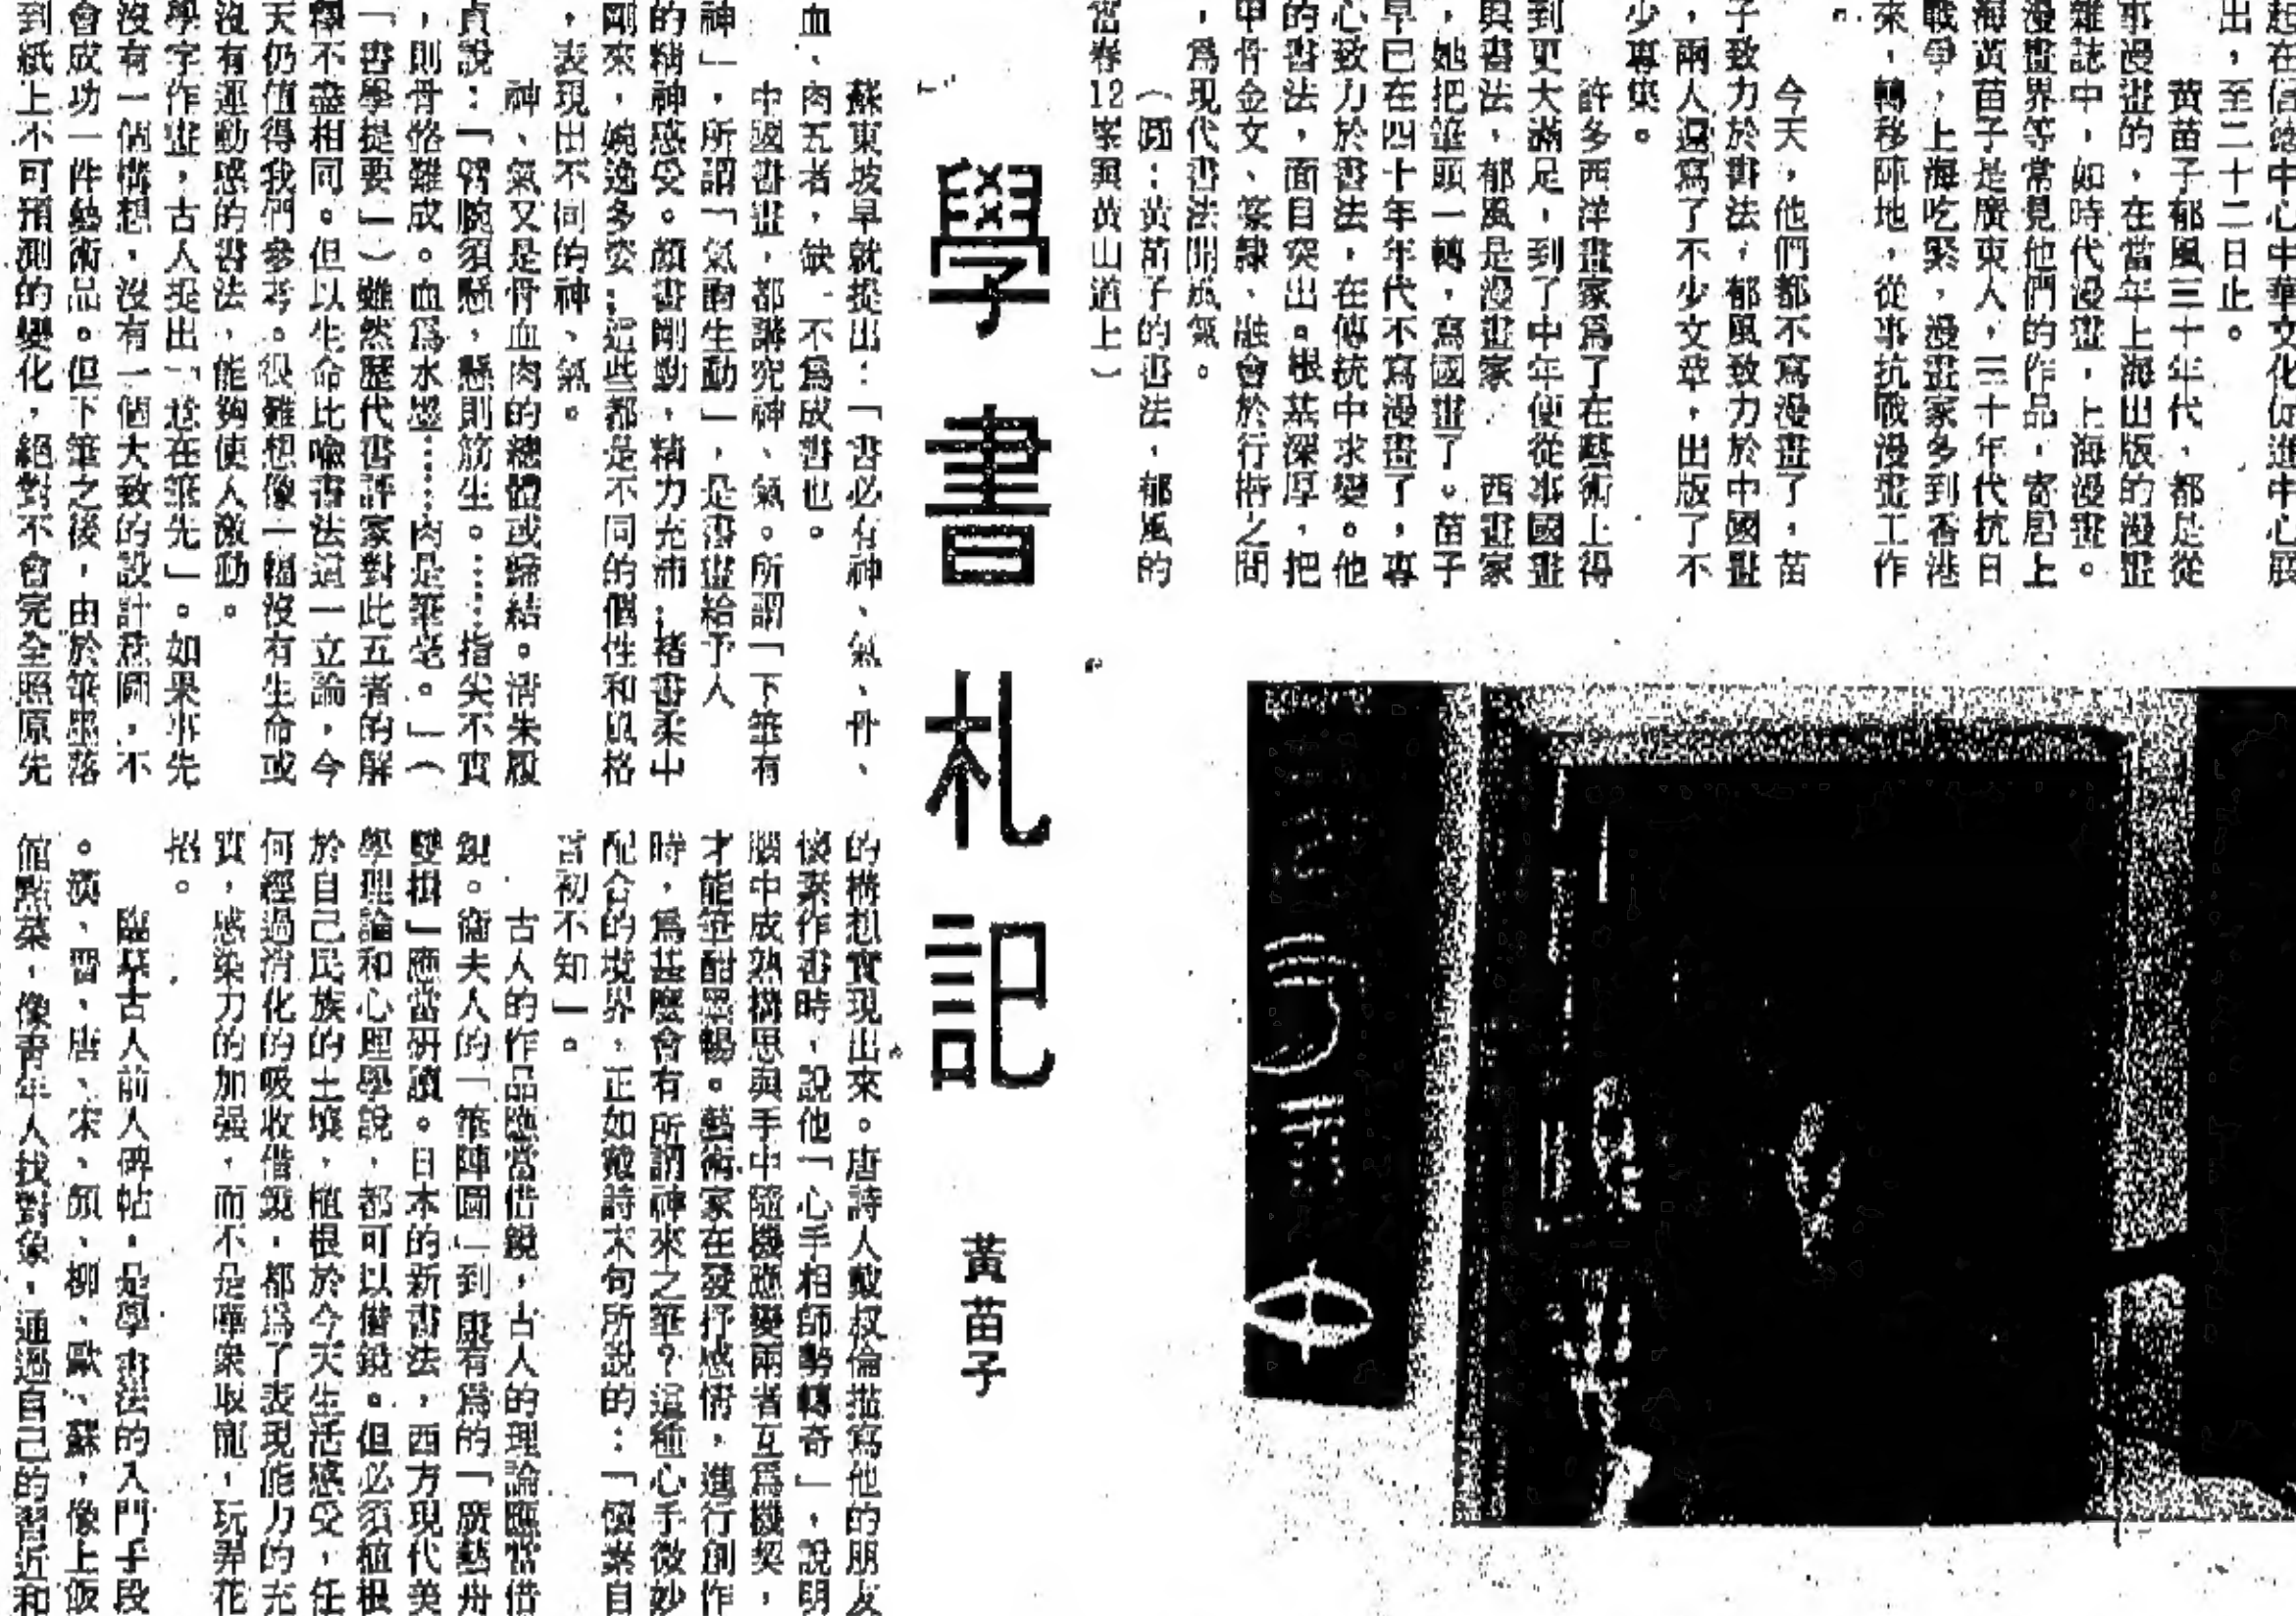 起在信德中心中華文化促進中心展
出，至二十二日止。
黃苗子郁風三十年代，都是從
事漫畫的，在當年上海出版的漫畫
雜誌中，如時代漫畫，上海漫畫。
漫畫界等常見他們的作品，寄居上
海黃苗子是廣東人，三十年代抗日
戰爭，上海吃緊，漫畫家多到香港
來，轉移陣地，從事抗戰漫畫工作
。
今天，他們都不寫漫畫了，苗
子致力於書法，郁風致力於中國畫
，兩人還寫了不少文章，出版了不
少專集。
許多西洋畫家為了在藝術上得
到更大滿足，到了中年便從事國畫
與書法，郁風是漫畫家 西畫家
，她把筆頭一轉，寫國畫了。苗子
早已在四十年年代不寫漫畫了，專
心致力於書法，在傳統中求變。他
的書法，面目突出。根基深厚，把
甲骨金文、篆隸、融會於行楷之間
，為現代書法開風氣。
（圖：黃苗子的書法，郁風的
當春12峯與黃山道上）
學書札記
黃苗子
蘇東坡早就提出：「書必有神、氣、骨、
血、肉五者，缺一不為成書也。
中國書畫，都講究神、氣。所謂「下筆有
神」，所謂「氣韵生動」，是書畫給予人
的精神感受。顏書剛勁，精力充沛；褚書柔中
剛來，婉逸多姿；這些都是不同的個性和風格
，表現出不同的神、氣。
神、氣又是骨血肉的總體或締結。清朱履
貞說：「臂腕須懸，懸則筋生。……指尖不實
，則骨格難成。血為水墨……肉是筆毫。」（
「書學捷要」）雖然歷代書評家對此五者的解
釋不盡相同。但以生命比喻書法這一立論，今
天仍值得我們參考。很難想像一幅沒有生命或
沒有運動感的書法，能夠使人激動。
學字作畫，古人提出「意在筆先」。如果事先
沒有一個構想，沒有一個大致的設計藍圖，不
會成功一件藝術品。但下筆之後，由於筆墨落
到紙上不可預測的變化，絕對不會完全照原先
的構想實現出來。唐詩人戴叔倫描寫他的朋友
懷素作書時，說他「心手相師勢轉奇」，說明
腦中成熟構思與手中隨機應變兩者互為機契，
才能筆酣墨暢。藝術家在發抒感情，進行創作
時，為甚麼會有所謂神來之筆？這種心手微妙
配合的境界，正如戴詩末句所說的：「懷素自
言初不知」。
古人的作品應當借鏡，古人的理論應當借
鏡。衛夫人的「筆陣圖」到康有為的「廣藝舟
雙楫」應當研讀。日本的新書法，西方現代美
學理論和心理學說，都可以借鏡。但必須植根
於自己民族的土壤，植根於今天生活感受，任
何經過消化的吸收借鏡，都為了表現能力的充
實，感染力的加强，而不是嘩衆取寵，玩弄花
招。
臨摹古人前人碑帖，是學書法的入門手段
。漢、晋、唐、宋、顏、柳、歐、蘇，像上飯
館點菜，像青年人找對象，通過自己的習近和